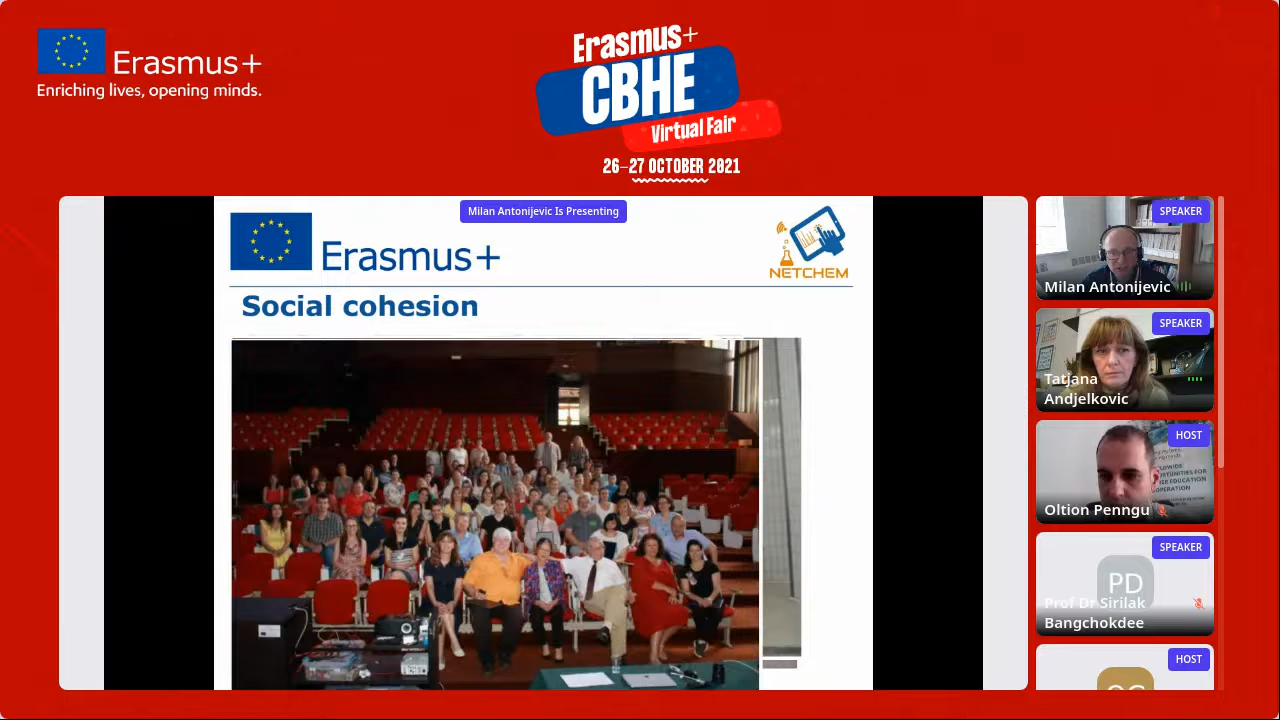 Erasmus+
Enriching lives, opening minds.
Erasmus+
CBHE
Virtual Fair
26–27 OCTOBER 2021
Milan Antonijevic Is Presenting
Erasmus+
NETCHEM
Social cohesion
SPEAKER
Milan Antonijevic
SPEAKER
Tatjana
Andjelkovic
HOST
Oltion Penngu
SPEAKER
PD
Prof Dr Sirilak
Bangchokdee
HOST